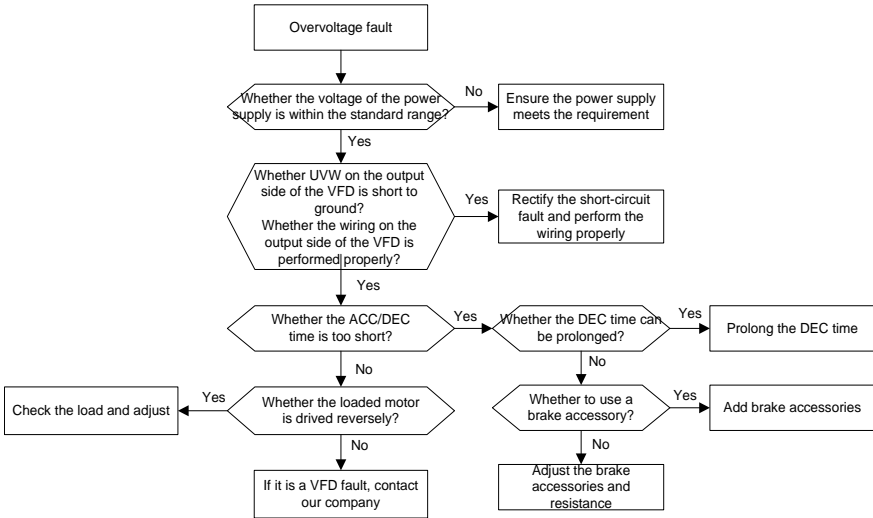 Overvoltage fault
Whether the voltage of the power
supply is within the standard range?
No
Ensure the power supply
meets the requirement
Yes
Whether UVW on the output
side of the VFD is short to
ground?
Whether the wiring on the
output side of the VFD is
performed properly?
Yes
Rectify the short-circuit
fault and perform the
wiring properly
Yes
Whether the ACC/DEC
time is too short?
Yes
Whether the DEC time can
be prolonged?
Yes
Prolong the DEC time
No
No
Check the load and adjust
Yes
Whether the loaded motor
is drived reversely?
Whether to use a
brake accessory?
Yes
Add brake accessories
No
No
If it is a VFD fault, contact
our company
Adjust the brake
accessories and
resistance